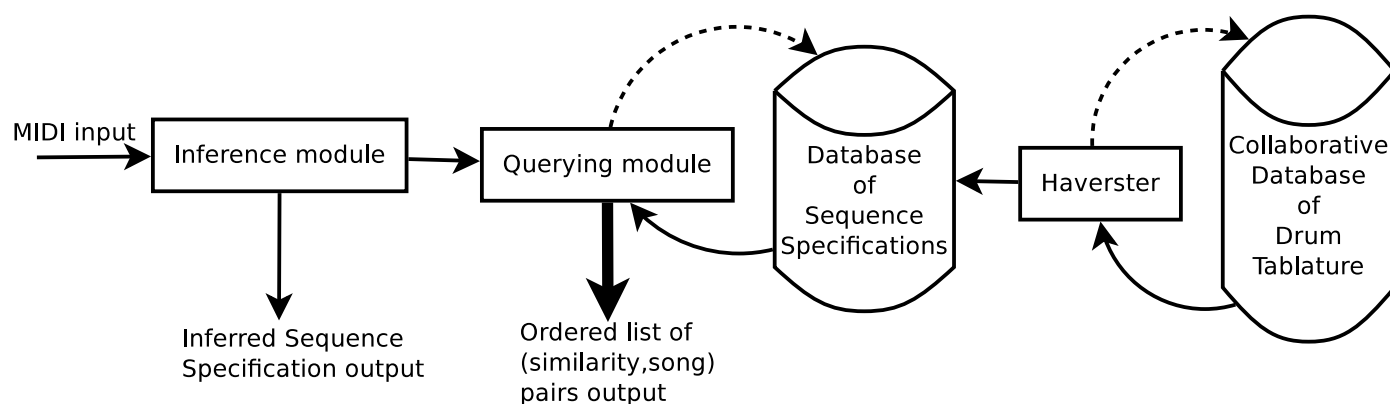 MIDI input
Inference module
Inferred Sequence
Specification output
Querying module
Ordered list of
(similarity,song)
pairs output
Database
of
Sequence
Specifications
Haverster
Collaborative
Database
of
Drum
Tablature